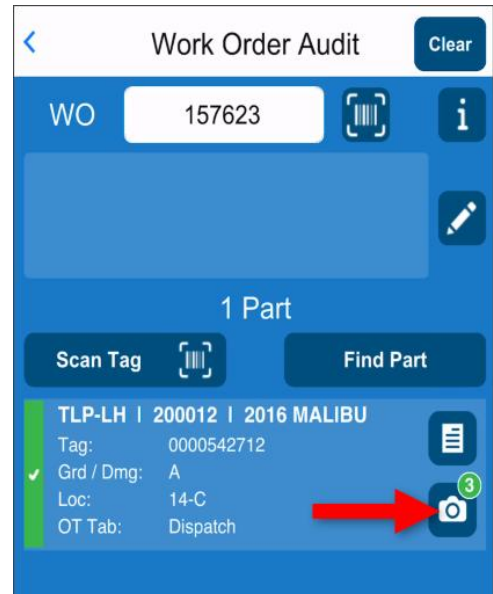 Work Order Audit
Clear
WO
157623
i
1 Part
Scan Tag
Find Part
TLP-LH | 200012 | 2016 MALIBU
Tag: 0000542712
Grd / Dmg: A
Loc: 14-C
OT Tab: Dispatch
3